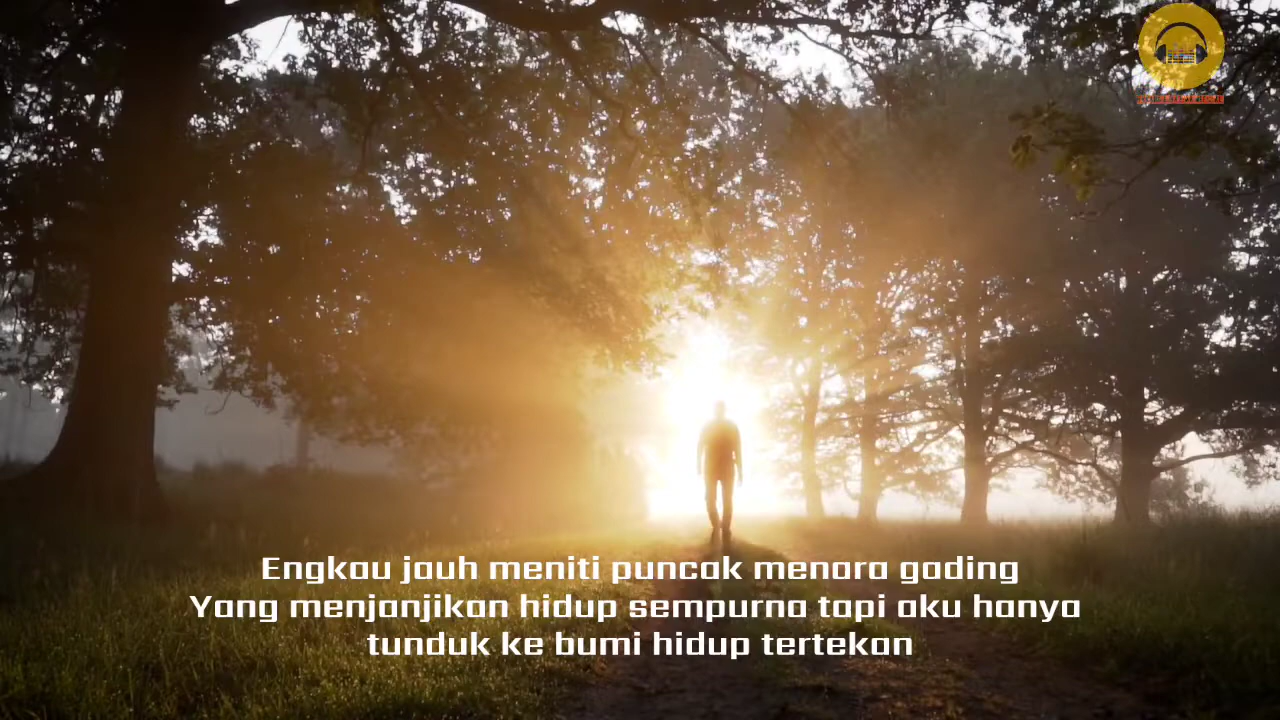 Engkau jauh meniti puncak menara gading
Yang menjanjikan hidup sempurna tapi aku hanya
tunduk ke bumi hidup tertekan